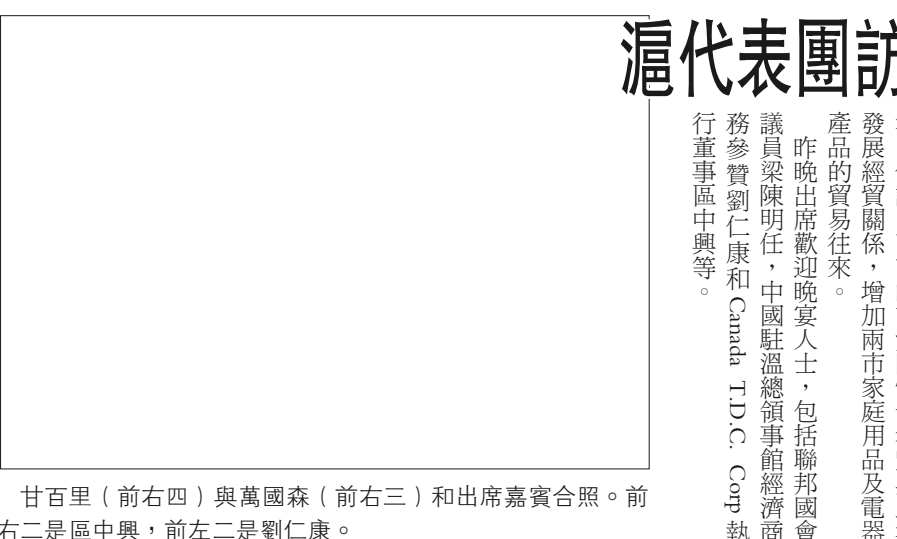 滬代表團訪
發展經貿關係，增加兩市家庭用品及電器
產品的貿易往來。
昨晚出席歡迎晚宴人士，包括聯邦國會
議員梁陳明任，中國駐溫總領事館經濟商
務參贊劉仁康和 Canada T.D.C. Corp 執
行董事區中興等。
甘百里（前右四）與萬國森（前右三）和出席嘉賓合照。前
右二是區中興，前左二是劉仁康。